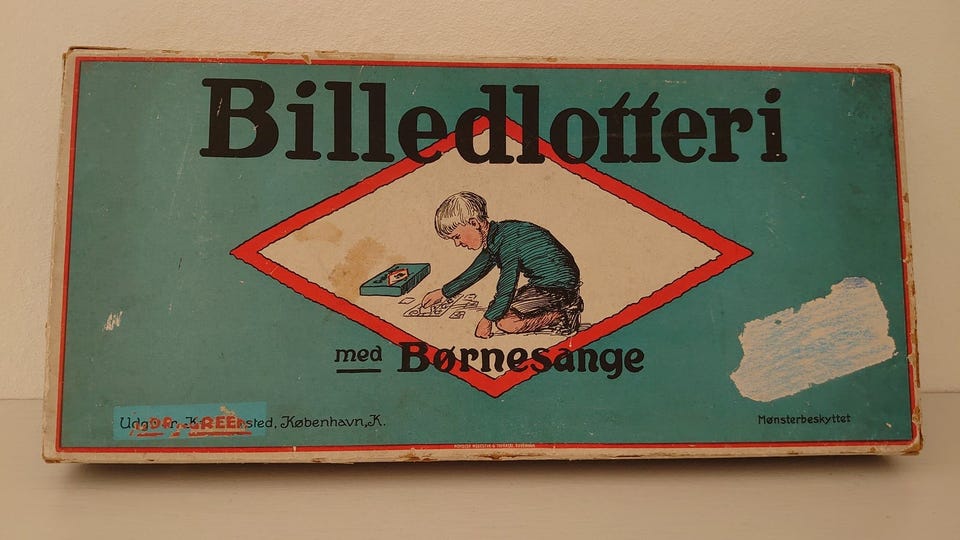 Billedlotteri
med Børnesange
København, K.
Mønsterbeskyttet